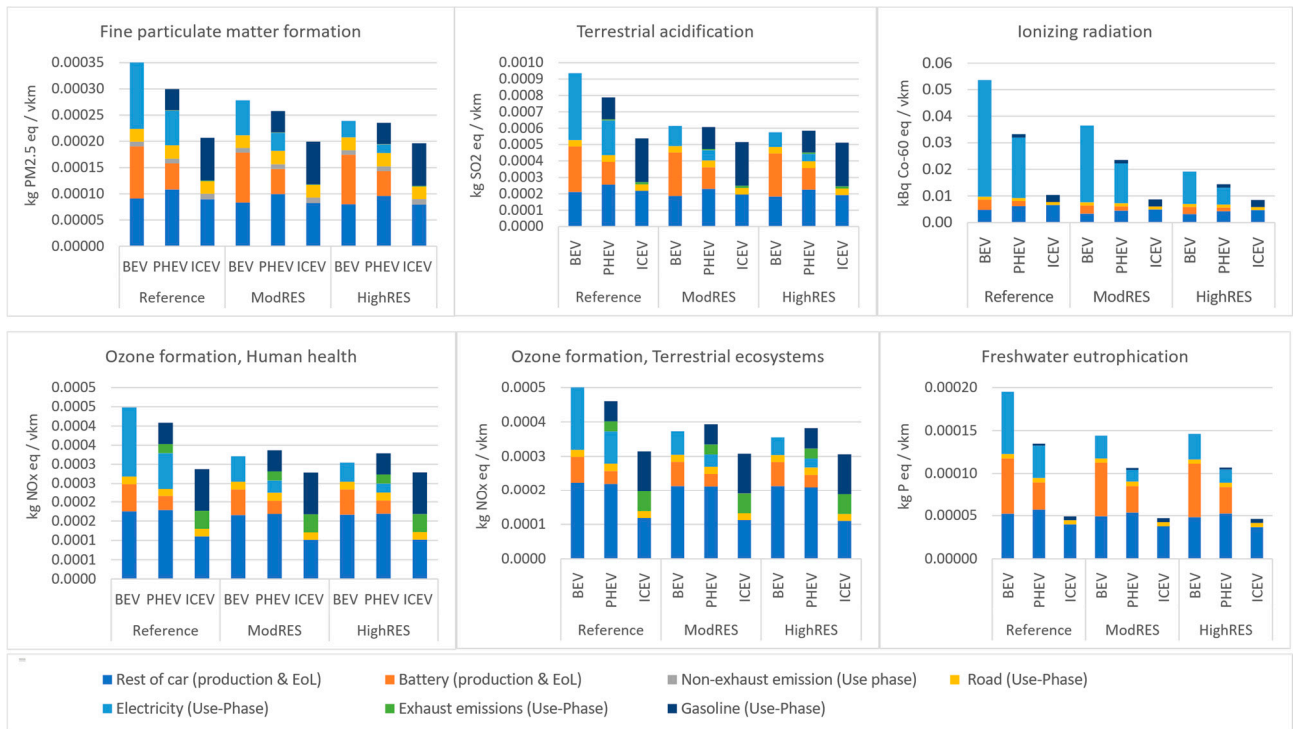 Fine particulate matter formation
kg PM2.5 eq / vkm
0.00035
0.00030
0.00025
0.00020
0.00015
0.00010
0.00005
0.00000
BEV PHEV ICEV BEV PHEV ICEV BEV PHEV ICEV
Reference ModRES HighRES
Terrestrial acidification
kg SO2 eq / vkm
0.0010
0.0009
0.0008
0.0007
0.0006
0.0005
0.0004
0.0003
0.0002
0.0001
0.0000
BEV PHEV ICEV BEV PHEV ICEV BEV PHEV ICEV
Reference ModRES HighRES
Ionizing radiation
kBq Co-60 eq / vkm
0.06
0.05
0.04
0.03
0.02
0.01
0.00
BEV PHEV ICEV BEV PHEV ICEV BEV PHEV ICEV
Reference ModRES HighRES
Ozone formation, Human health
kg NOx eq / vkm
0.0005
0.0005
0.0004
0.0004
0.0003
0.0003
0.0002
0.0002
0.0001
0.0001
0.0000
BEV PHEV ICEV BEV PHEV ICEV BEV PHEV ICEV
Reference ModRES HighRES
Ozone formation, Terrestrial ecosystems
kg NOx eq / vkm
0.0005
0.0004
0.0003
0.0002
0.0001
0.0000
BEV PHEV ICEV BEV PHEV ICEV BEV PHEV ICEV
Reference ModRES HighRES
Freshwater eutrophication
kg P eq / vkm
0.00020
0.00015
0.00010
0.00005
0.00000
BEV PHEV ICEV BEV PHEV ICEV BEV PHEV ICEV
Reference ModRES HighRES
Rest of car (production & EoL) Battery (production & EoL) Non-exhaust emission (Use phase) Road (Use-Phase)
Electricity (Use-Phase) Exhaust emissions (Use-Phase) Gasoline (Use-Phase)